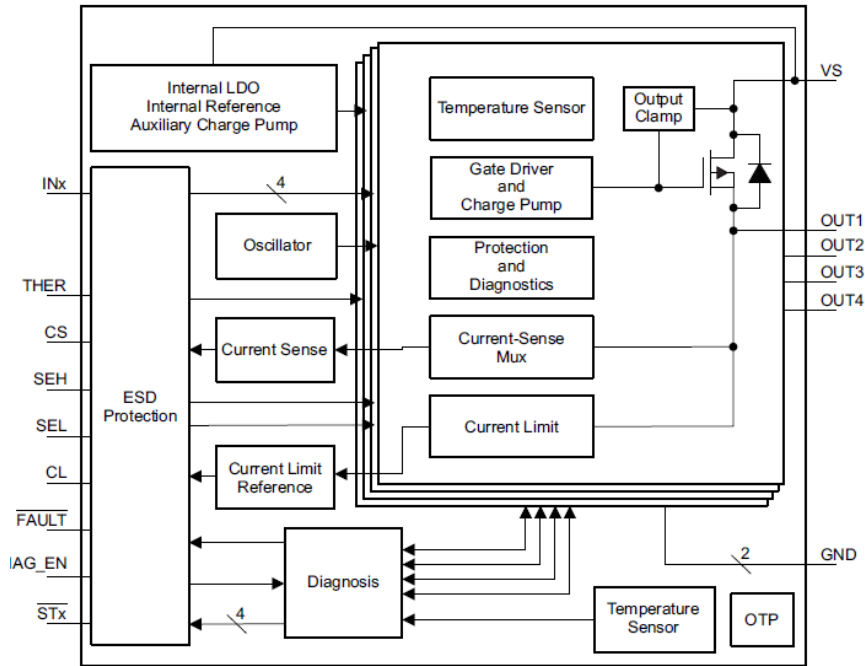 Internal LDO
Internal Reference
Auxiliary Charge Pump
VS
Temperature Sensor
Output
Clamp
INx
4
Gate Driver
and
Charge Pump
OUT1
OUT2
OUT3
OUT4
Oscillator
Protection
and
Diagnostics
THER
CS
Current Sense
Current-Sense
Mux
SEH
ESD
Protection
SEL
Current Limit
CL
Current Limit
Reference
FAULT
IAG_EN
Diagnosis
2
GND
STx
4
Temperature
Sensor
OTP